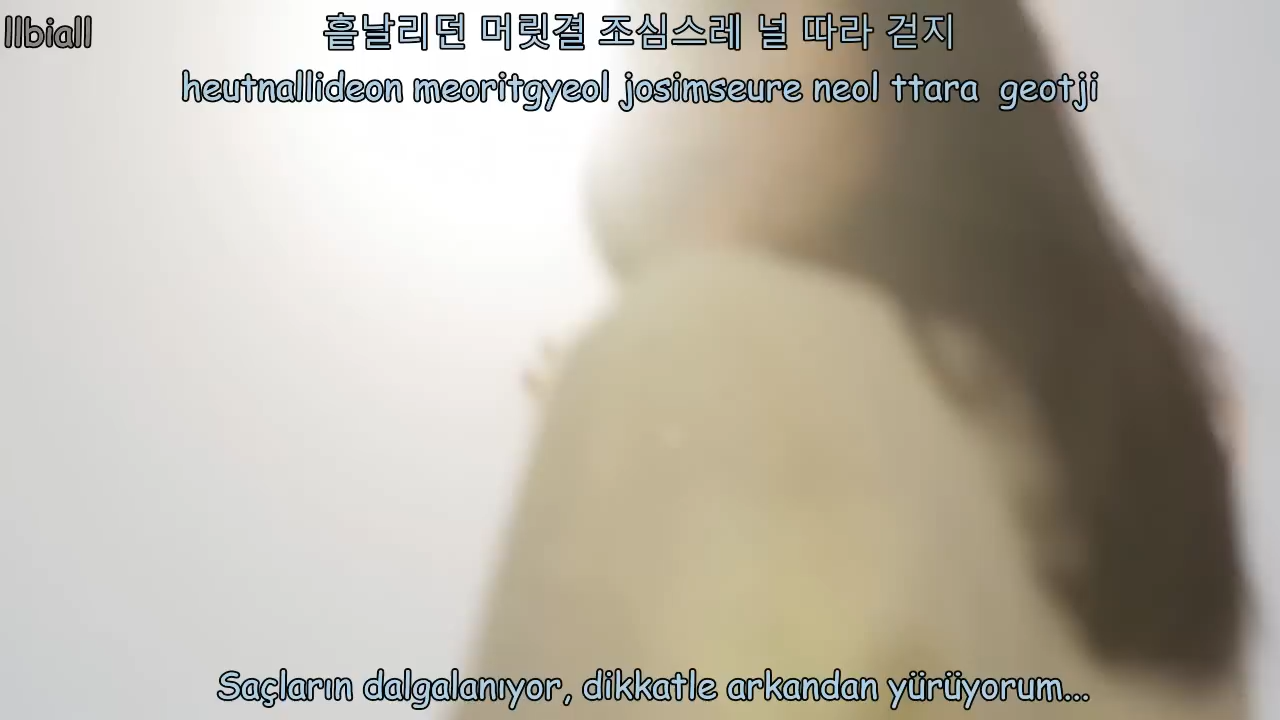 llbiall
흩날리던 머릿결 조심스레 널 따라 걷지
heutnallideon meoritgyeol josimseure neol ttara geotji
Saçların dalgalanıyor, dikkatle arkandan yürüyorum...